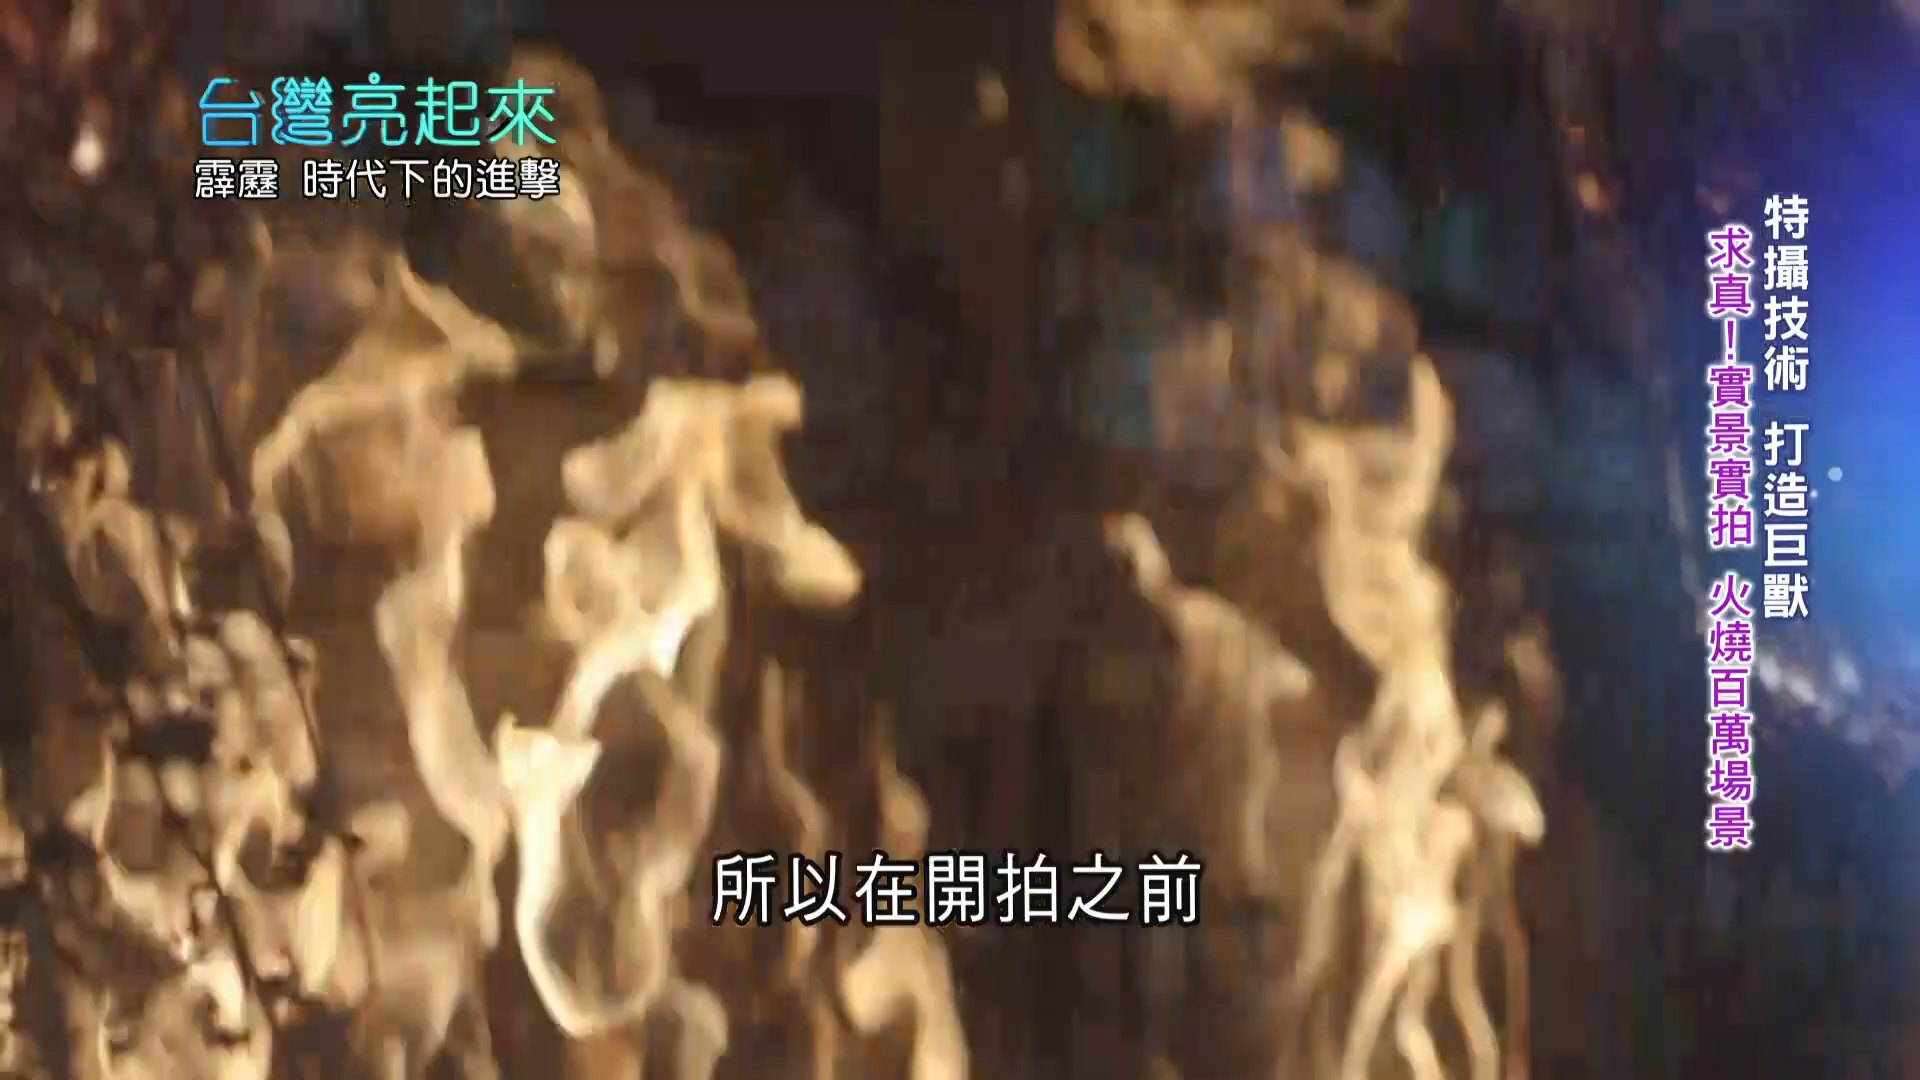 台灣亮起來
霹靂 時代下的進擊
特攝技術 打造巨獸
求真！實景實拍 火燒百萬場景
所以在開拍之前